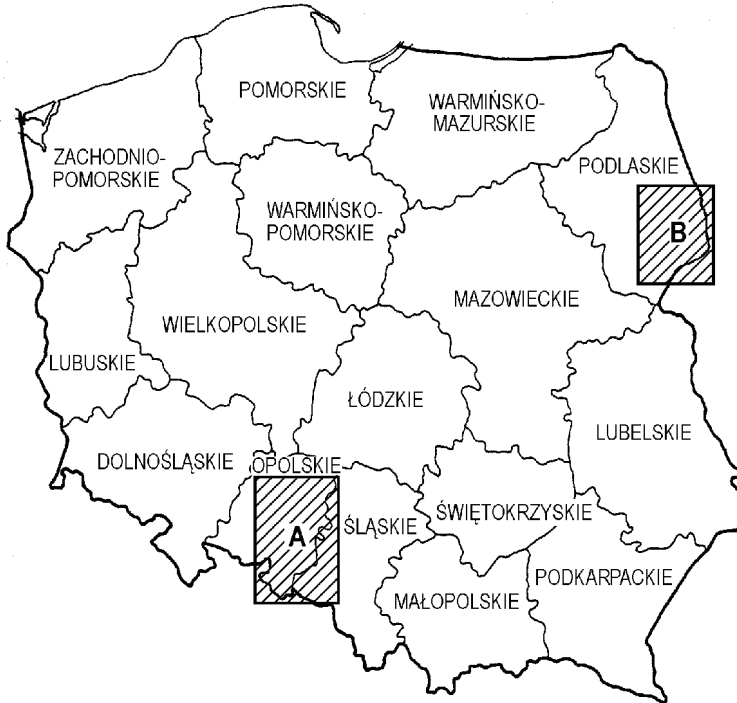 POMORSKIE
WARMIŃSKO-
MAZURSKIE
ZACHODNIO-
POMORSKIE
PODLASKIE
WARMIŃSKO-
POMORSKIE
B
MAZOWIECKIE
WIELKOPOLSKIE
LUBUSKIE
ŁÓDZKIE
LUBELSKIE
DOLNOŚLĄSKIE
OPOLSKIE
ŚWIĘTOKRZYSKIE
ŚLĄSKIE
A
PODKARPACKIE
MAŁOPOLSKIE